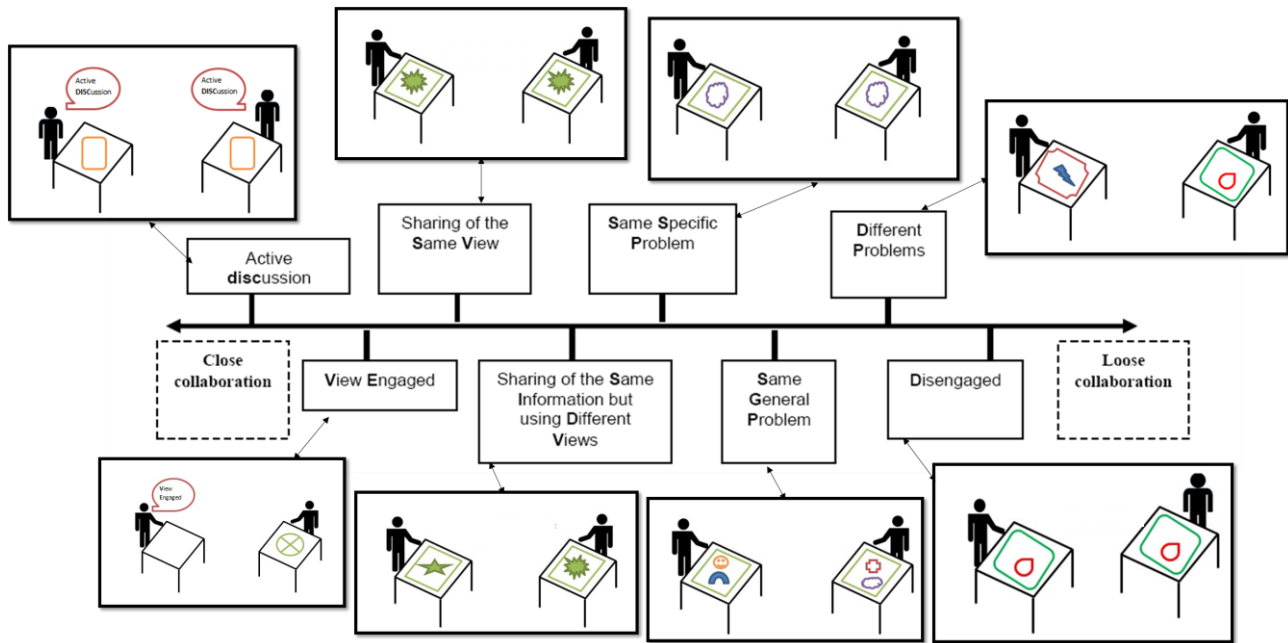 Active
DISCussion
Active
DISCussion
Active
discussion
Sharing of the
Same View
Same Specific
Problem
Different
Problems
Close
collaboration
View Engaged
Sharing of the Same
Information but
using Different
Views
Same
General
Problem
Disengaged
Loose
collaboration
View
Engaged